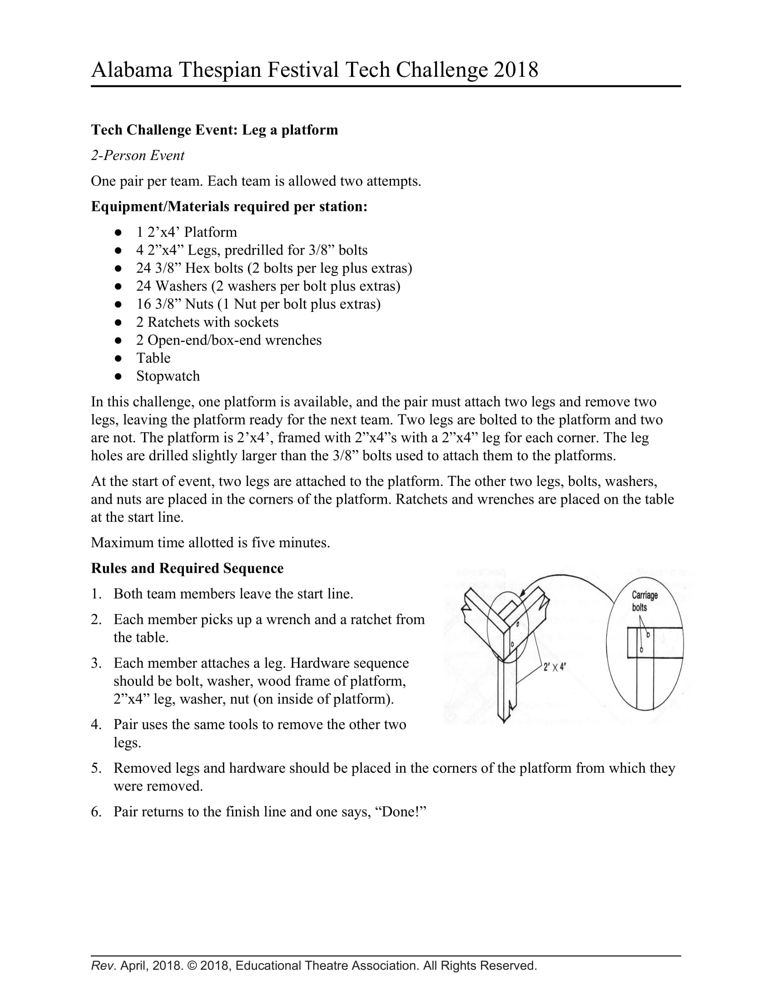 Alabama Thespian Festival Tech Challenge 2018
Tech Challenge Event: Leg a platform
2-Person Event
One pair per team. Each team is allowed two attempts.
Equipment/Materials required per station:
● 1 2’x4’ Platform
● 4 2”x4” Legs, predrilled for 3/8” bolts
● 24 3/8” Hex bolts (2 bolts per leg plus extras)
● 24 Washers (2 washers per bolt plus extras)
● 16 3/8” Nuts (1 Nut per bolt plus extras)
● 2 Ratchets with sockets
● 2 Open-end/box-end wrenches
● Table
● Stopwatch
In this challenge, one platform is available, and the pair must attach two legs and remove two
legs, leaving the platform ready for the next team. Two legs are bolted to the platform and two
are not. The platform is 2’x4’, framed with 2”x4”s with a 2”x4” leg for each corner. The leg
holes are drilled slightly larger than the 3/8” bolts used to attach them to the platforms.
At the start of event, two legs are attached to the platform. The other two legs, bolts, washers,
and nuts are placed in the corners of the platform. Ratchets and wrenches are placed on the table
at the start line.
Maximum time allotted is five minutes.
Rules and Required Sequence
1. Both team members leave the start line.
2. Each member picks up a wrench and a ratchet from
the table.
3. Each member attaches a leg. Hardware sequence
should be bolt, washer, wood frame of platform,
2”x4” leg, washer, nut (on inside of platform).
4. Pair uses the same tools to remove the other two
legs.
Carriage
bolts
2" X 4"
5. Removed legs and hardware should be placed in the corners of the platform from which they
were removed.
6. Pair returns to the finish line and one says, “Done!”
Rev. April, 2018. © 2018, Educational Theatre Association. All Rights Reserved.